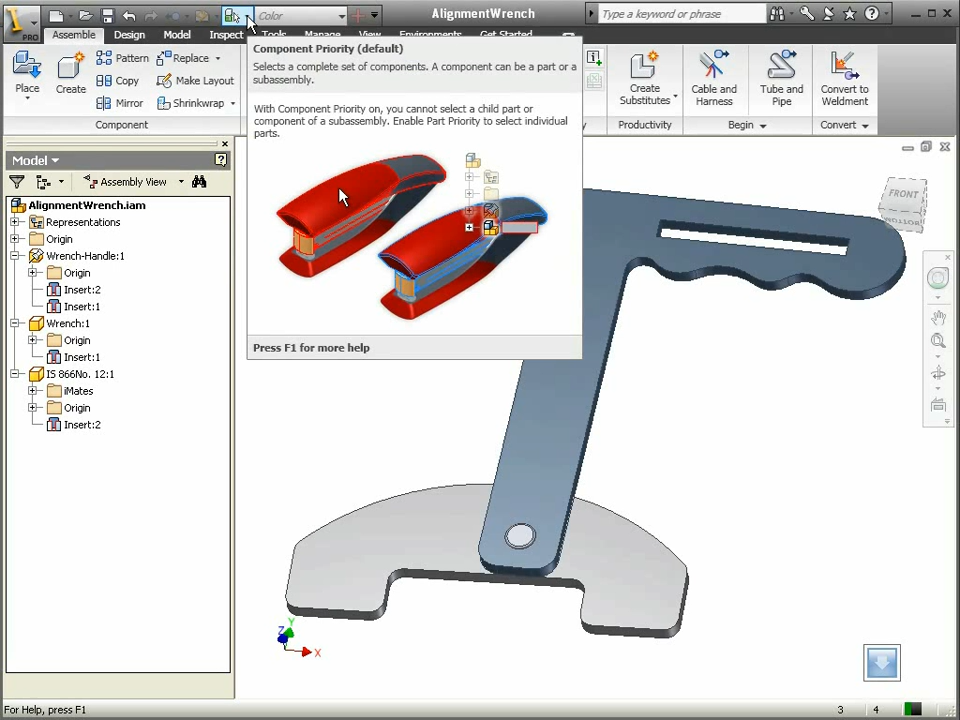 Color
AlignmentWrench
Type a keyword or phrase
PRO
Assemble
Design
Model
Inspect
Tools
Manage
View
Environments
Get Started
Component Priority (default)
Selects a complete set of components. A component can be a part or a
subassembly.
With Component Priority on, you cannot select a child part or
component of a subassembly. Enable Part Priority to select individual
parts.
Press F1 for more help
Place
Create
Pattern
Copy
Mirror
Replace
Make Layout
Shrinkwrap
Component
Create
Substitutes
Productivity
Cable and
Harness
Tube and
Pipe
Begin
Convert to
Weldment
Convert
Model
Assembly View
AlignmentWrench.iam
Representations
Origin
Wrench-Handle:1
Origin
Insert:2
Insert:1
Wrench:1
Origin
Insert:1
IS 866No. 12:1
iMates
Origin
Insert:2
FRONT
BOTTOM
Y
Z
X
For Help, press F1
3
4